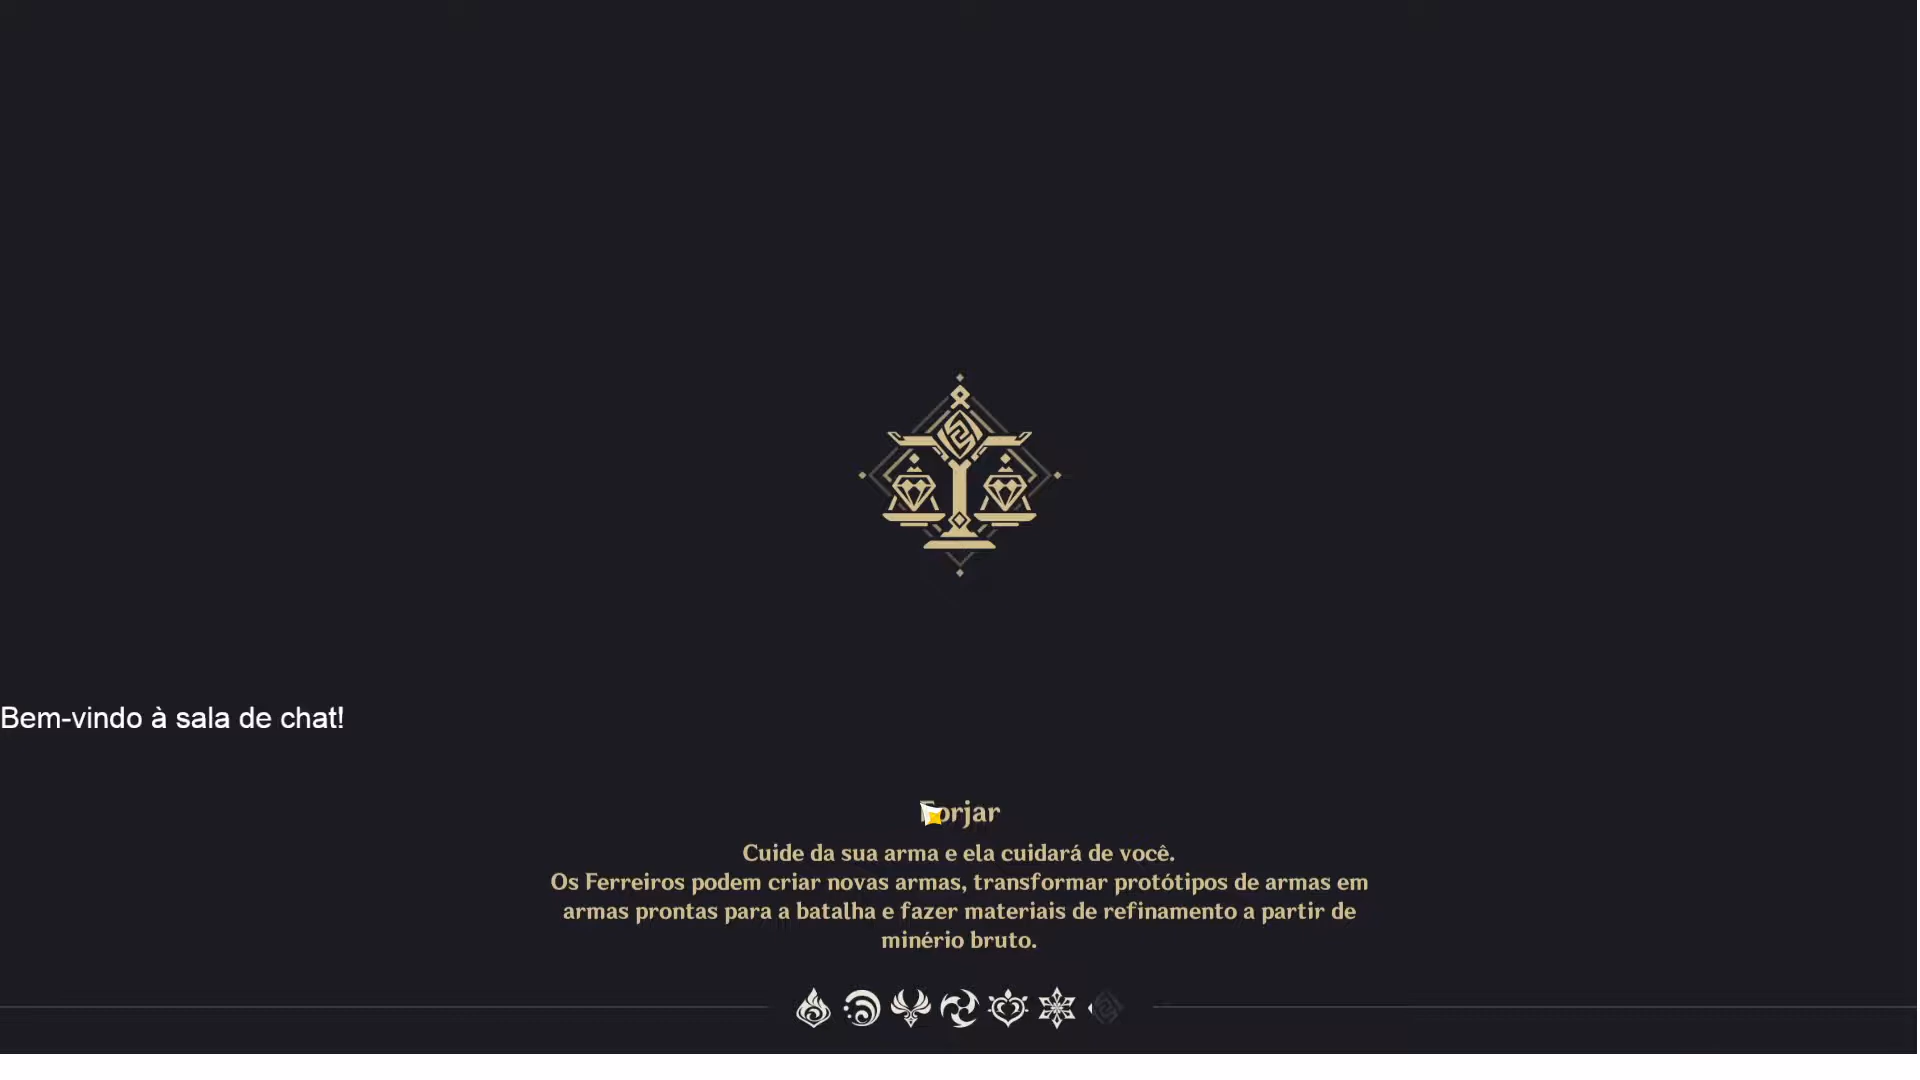 Bem-vindo à sala de chat!
Forjar
Cuide da sua arma e ela cuidará de você.
Os Ferreiros podem criar novas armas, transformar protótipos de armas em
armas prontas para a batalha e fazer materiais de refinamento a partir de
minério bruto.